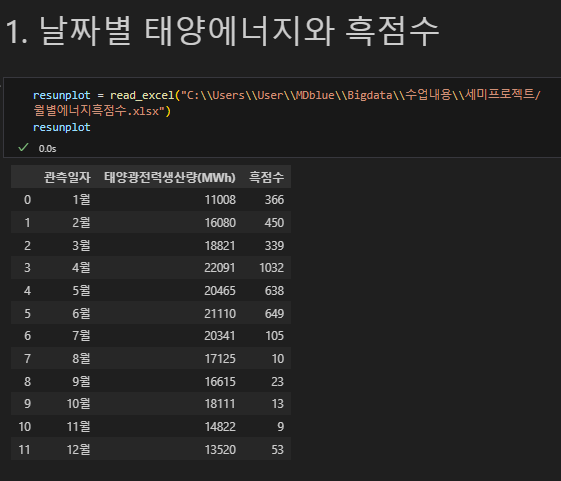 1. 날짜별 태양에너지와 흑점수
resunplot = read_excel("C:\\Users\\User\\MDblue\\Bigdata\\수업내용\\세미프로젝트/
월별에너지흑점수.xlsx")
resunplot
✓ 0.0s
관측일자 태양광전력생산량(MWh) 흑점수
0 1월 11008 366
1 2월 16080 450
2 3월 18821 339
3 4월 22091 1032
4 5월 20465 638
5 6월 21110 649
6 7월 20341 105
7 8월 17125 10
8 9월 16615 23
9 10월 18111 13
10 11월 14822 9
11 12월 13520 53